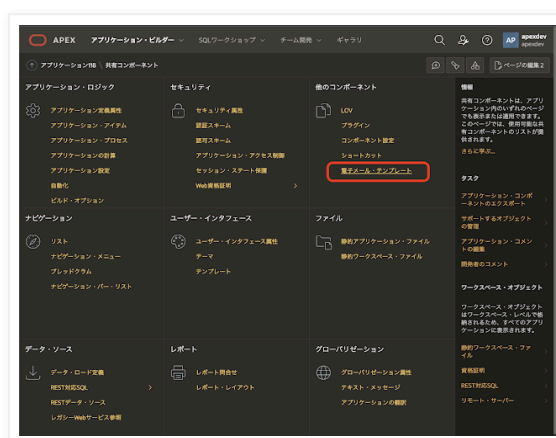 APEX アプリケーション・ビルダー SQLワークショップ チーム開発 ギャラリ AP apexdev
apexdev
アプリケーション118 \ 共有コンポーネント ページの編集2
アプリケーション・ロジック
アプリケーション定義属性
アプリケーション・アイテム
アプリケーション・プロセス
アプリケーションの計算
アプリケーション設定
自動化
ビルド・オプション
セキュリティ
セキュリティ属性
認証スキーム
認可スキーム
アプリケーション・アクセス制御
セッション・ステート保護
Web資格証明
他のコンポーネント
LOV
プラグイン
コンポーネント設定
ショートカット
電子メール・テンプレート
ナビゲーション
リスト
ナビゲーション・メニュー
ブレッドクラム
ナビゲーション・バー・リスト
ユーザー・インタフェース
ユーザー・インタフェース属性
テーマ
テンプレート
ファイル
静的アプリケーション・ファイル
静的ワークスペース・ファイル
データ・ソース
データ・ロード定義
REST対応SQL
RESTデータ・ソース
レガシーWebサービス参照
レポート
レポート問合せ
レポート・レイアウト
グローバリゼーション
グローバリゼーション属性
テキスト・メッセージ
アプリケーションの翻訳
情報
共有コンポーネントは、アプリ
ケーション内のいずれのページ
でも表示または適用できます。
このページでは、使用可能な共
有コンポーネントのリストが提
供されます。
さらに学ぶ...
タスク
アプリケーション・コンポ
ーネントのエクスポート
サポートするオブジェクト
の管理
アプリケーション・コメン
トの編集
開発者のコメント
ワークスペース・オブジェクト
ワークスペース・オブジェクト
はワークスペース・レベルで格
納されるため、すべてのアプリ
ケーションに表示されます。
静的ワークスペース・ファ
イル
資格証明
REST対応SQL
リモート・サーバー